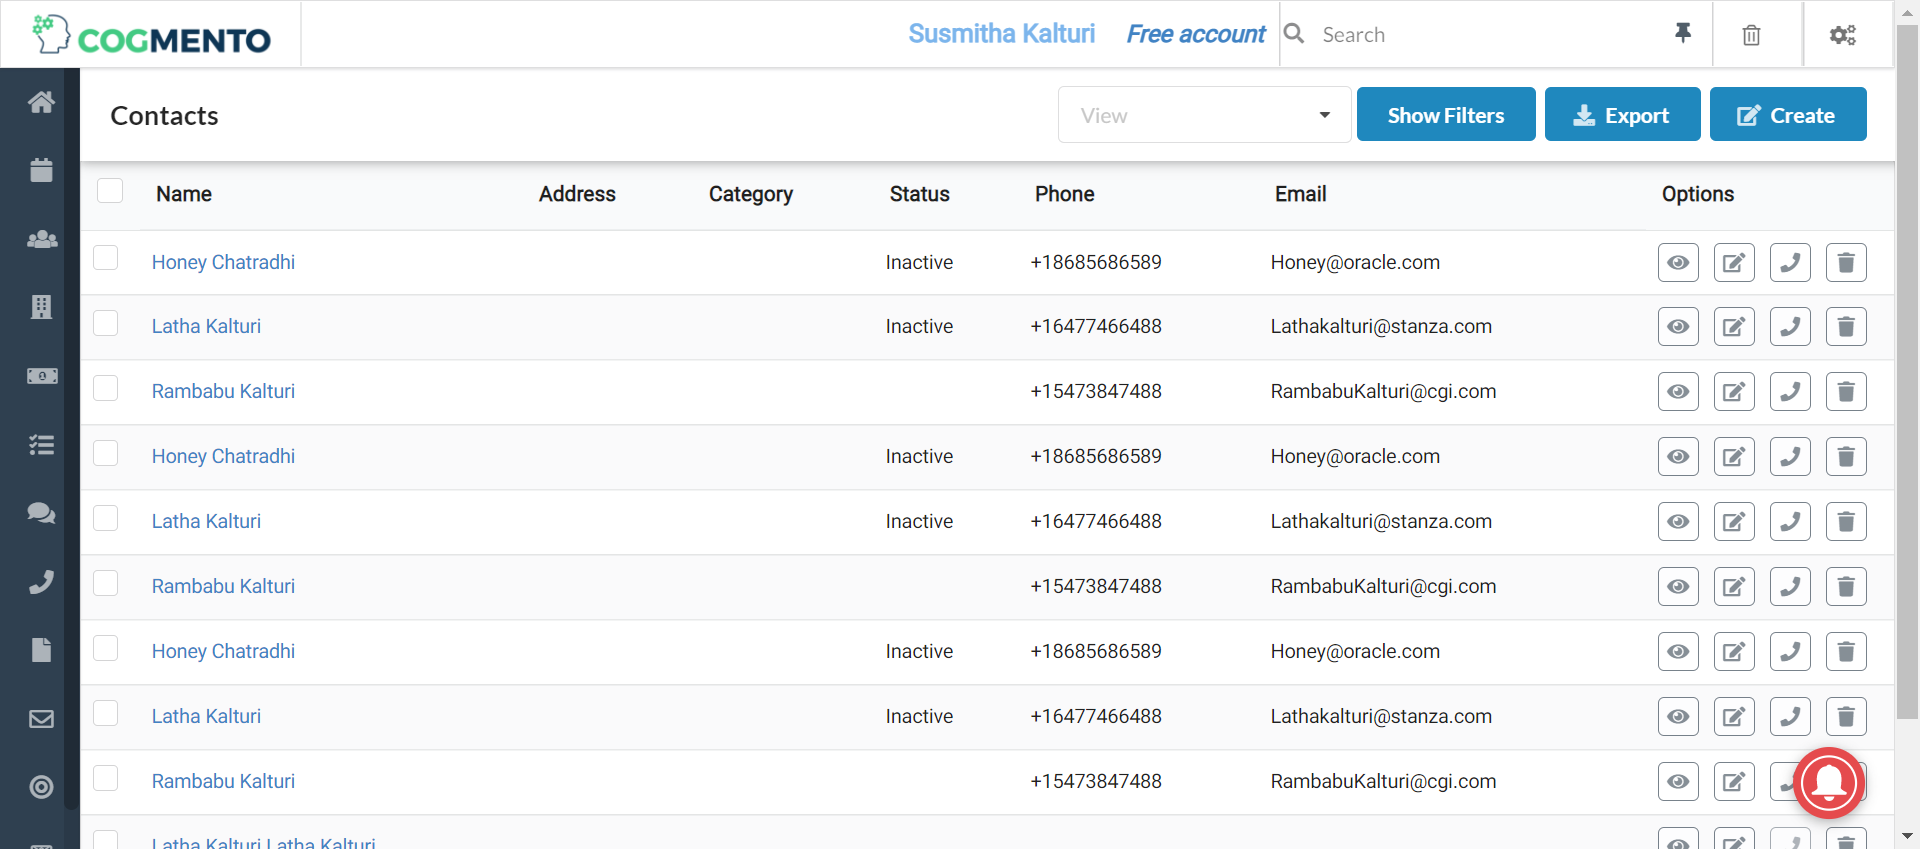 COGMENTO Susmitha Kalturi Free account Search
Contacts View Show Filters Export Create
Name Address Category Status Phone Email Options
Honey Chatradhi Inactive +18685686589 Honey@oracle.com
Latha Kalturi Inactive +16477466488 Lathakalturi@stanza.com
Rambabu Kalturi +15473847488 RambabuKalturi@cgi.com
Honey Chatradhi Inactive +18685686589 Honey@oracle.com
Latha Kalturi Inactive +16477466488 Lathakalturi@stanza.com
Rambabu Kalturi +15473847488 RambabuKalturi@cgi.com
Honey Chatradhi Inactive +18685686589 Honey@oracle.com
Latha Kalturi Inactive +16477466488 Lathakalturi@stanza.com
Rambabu Kalturi +15473847488 RambabuKalturi@cgi.com
Latha Kalturi Latha Kalturi